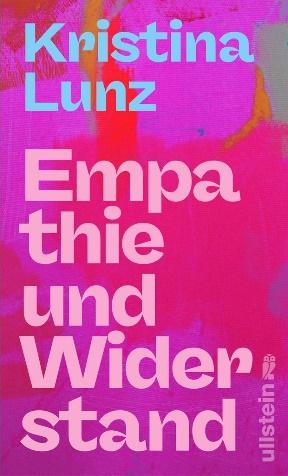 Kristina
Lunz
Empa
thie
und
Wider
stand
ullstein